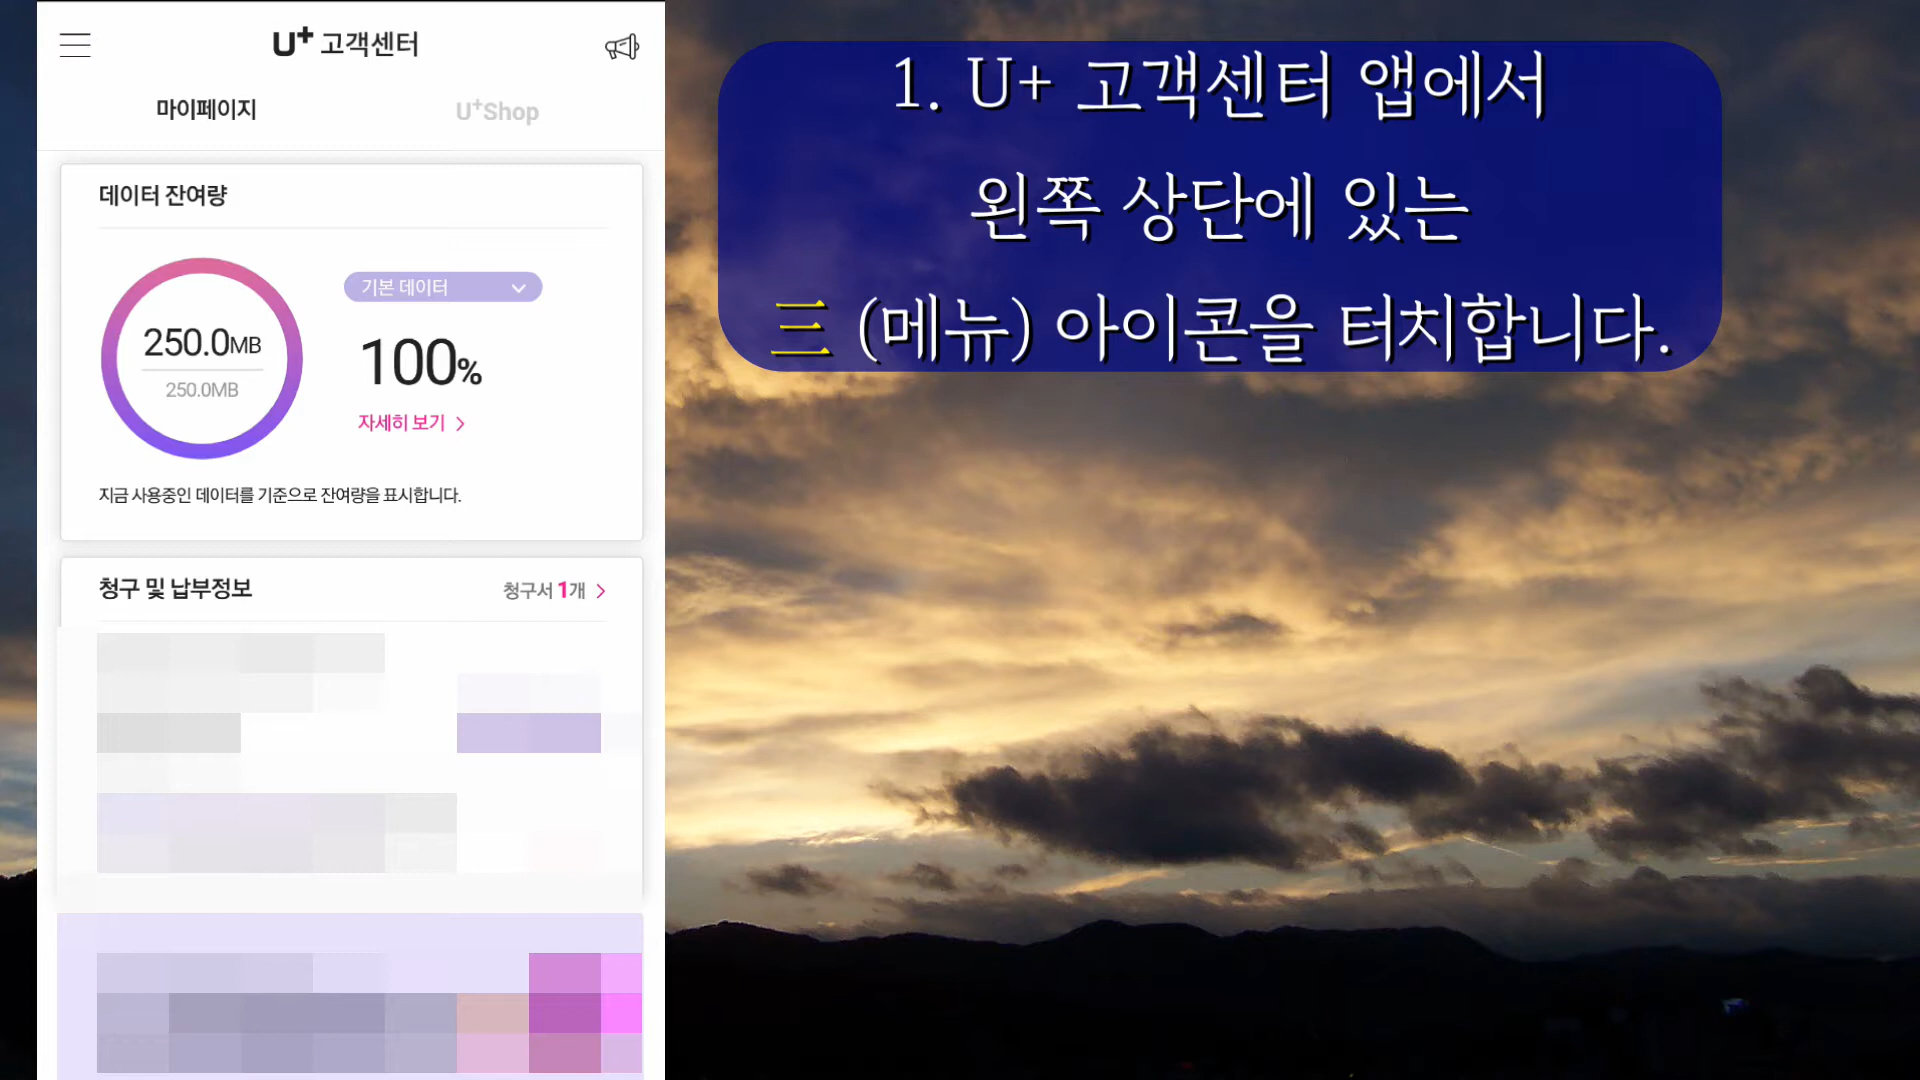 U+ 고객센터
마이페이지
U+Shop
데이터 잔여량
250.0MB
250.0MB
기본 데이터
100%
자세히 보기
지금 사용중인 데이터를 기준으로 잔여량을 표시합니다.
청구 및 납부정보
청구서 1개
1. U+ 고객센터 앱에서
왼쪽 상단에 있는
三 (메뉴) 아이콘을 터치합니다.